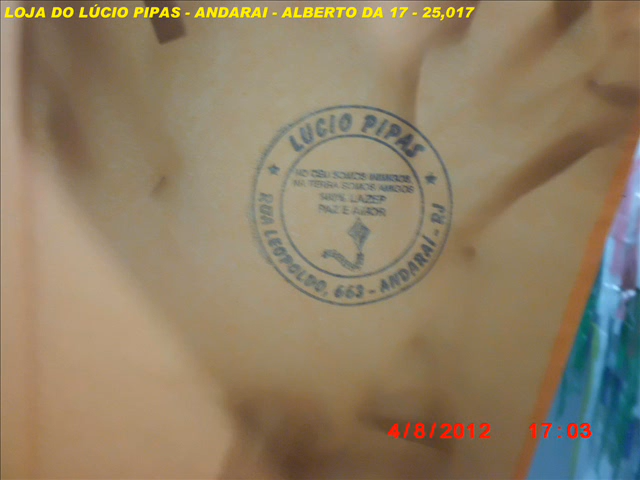 LOJA DO LÚCIO PIPAS - ANDARAI - ALBERTO DA 17 - 25,017
LUCIO PIPAS
NO CEU SOMOS INIMIGOS,
NA TERRA SOMOS AMIGOS
100% LAZER
PAZ E AMOR
RUA LEOPOLDO, 663 - ANDARAÍ - RJ
4/8/2012 17:03